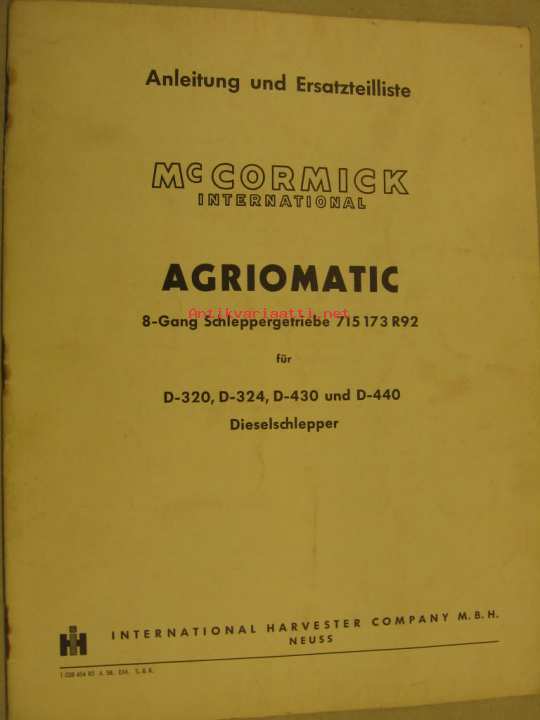 Anleitung und Ersatzteilliste
McCORMICK
INTERNATIONAL
AGRIOMATIC
Antikvariaatti.net
8-Gang Schleppergetriebe 715 173 R92
für
D-320, D-324, D-430 und D-440
Dieselschlepper
IH
INTERNATIONAL HARVESTER COMPANY M. B. H.
NEUSS